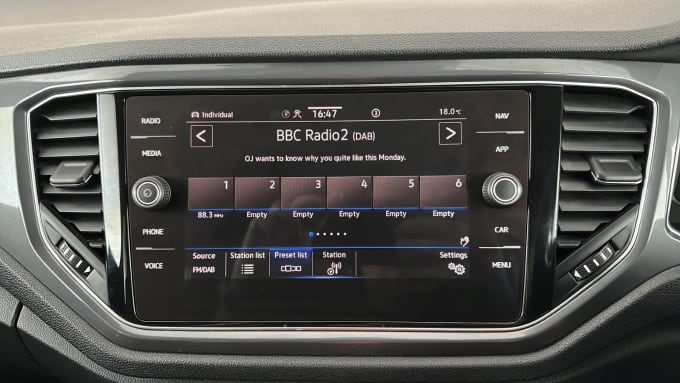 RADIO
MEDIA
PHONE
VOICE
Individual 16:47 18.0°C
BBC Radio2 (DAB)
OJ wants to know why you quite like this Monday.
1 2 3 4 5 6
88.3 MHz Empty Empty Empty Empty Empty
Source Station list Preset list Station Settings
FM/DAB
NAV
APP
CAR
MENU